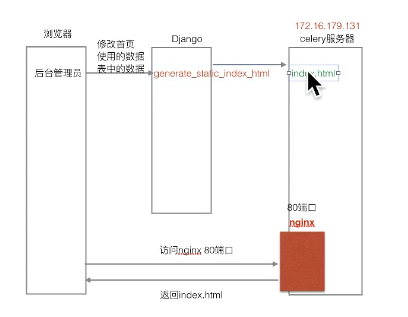 172.16.179.131
浏览器
Django
celery服务器
修改首页
使用的数据
表中的数据
后台管理员
generate_static_index_html
index.html
80端口
nginx
访问nginx 80端口
返回index.html